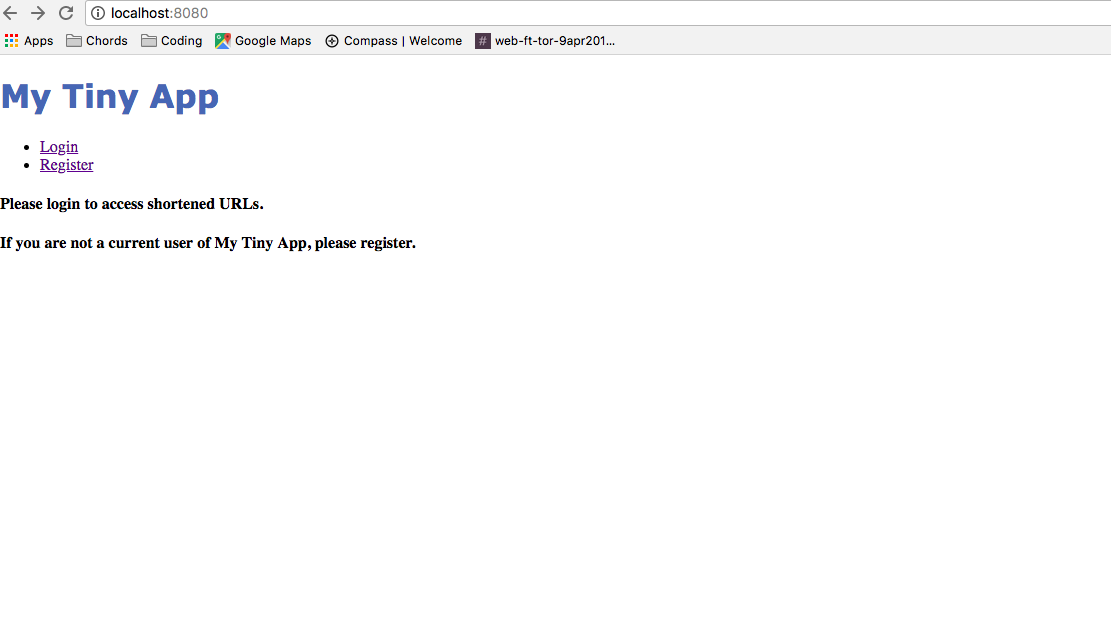 localhost:8080
Apps Chords Coding Google Maps Compass | Welcome # web-ft-tor-9apr201...
My Tiny App
Login
Register
Please login to access shortened URLs.
If you are not a current user of My Tiny App, please register.